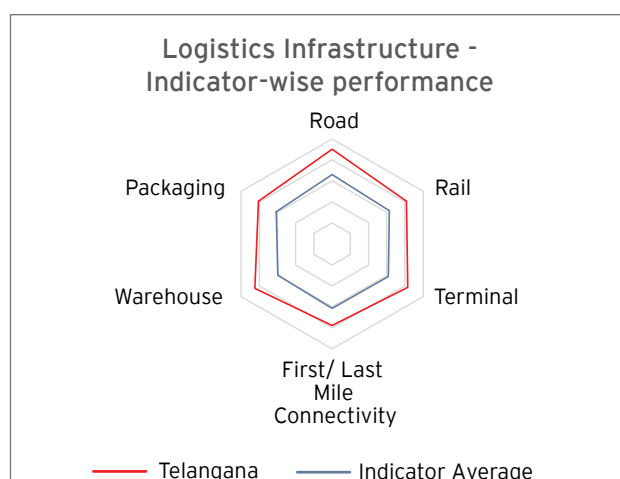 Logistics Infrastructure -
Indicator-wise performance
Road
Packaging
Rail
Warehouse
Terminal
First/ Last
Mile
Connectivity
Telangana
Indicator Average